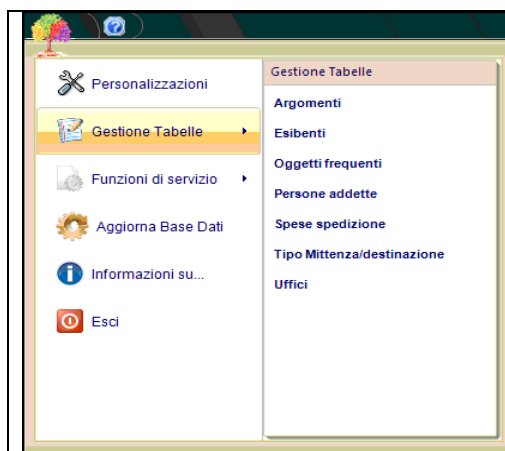 Personalizzazioni
Gestione Tabelle
Funzioni di servizio
Aggiorna Base Dati
Informazioni su...
Esci
Gestione Tabelle
Argomenti
Esibenti
Oggetti frequenti
Persone addette
Spese spedizione
Tipo Mittenza/destinazione
Uffici